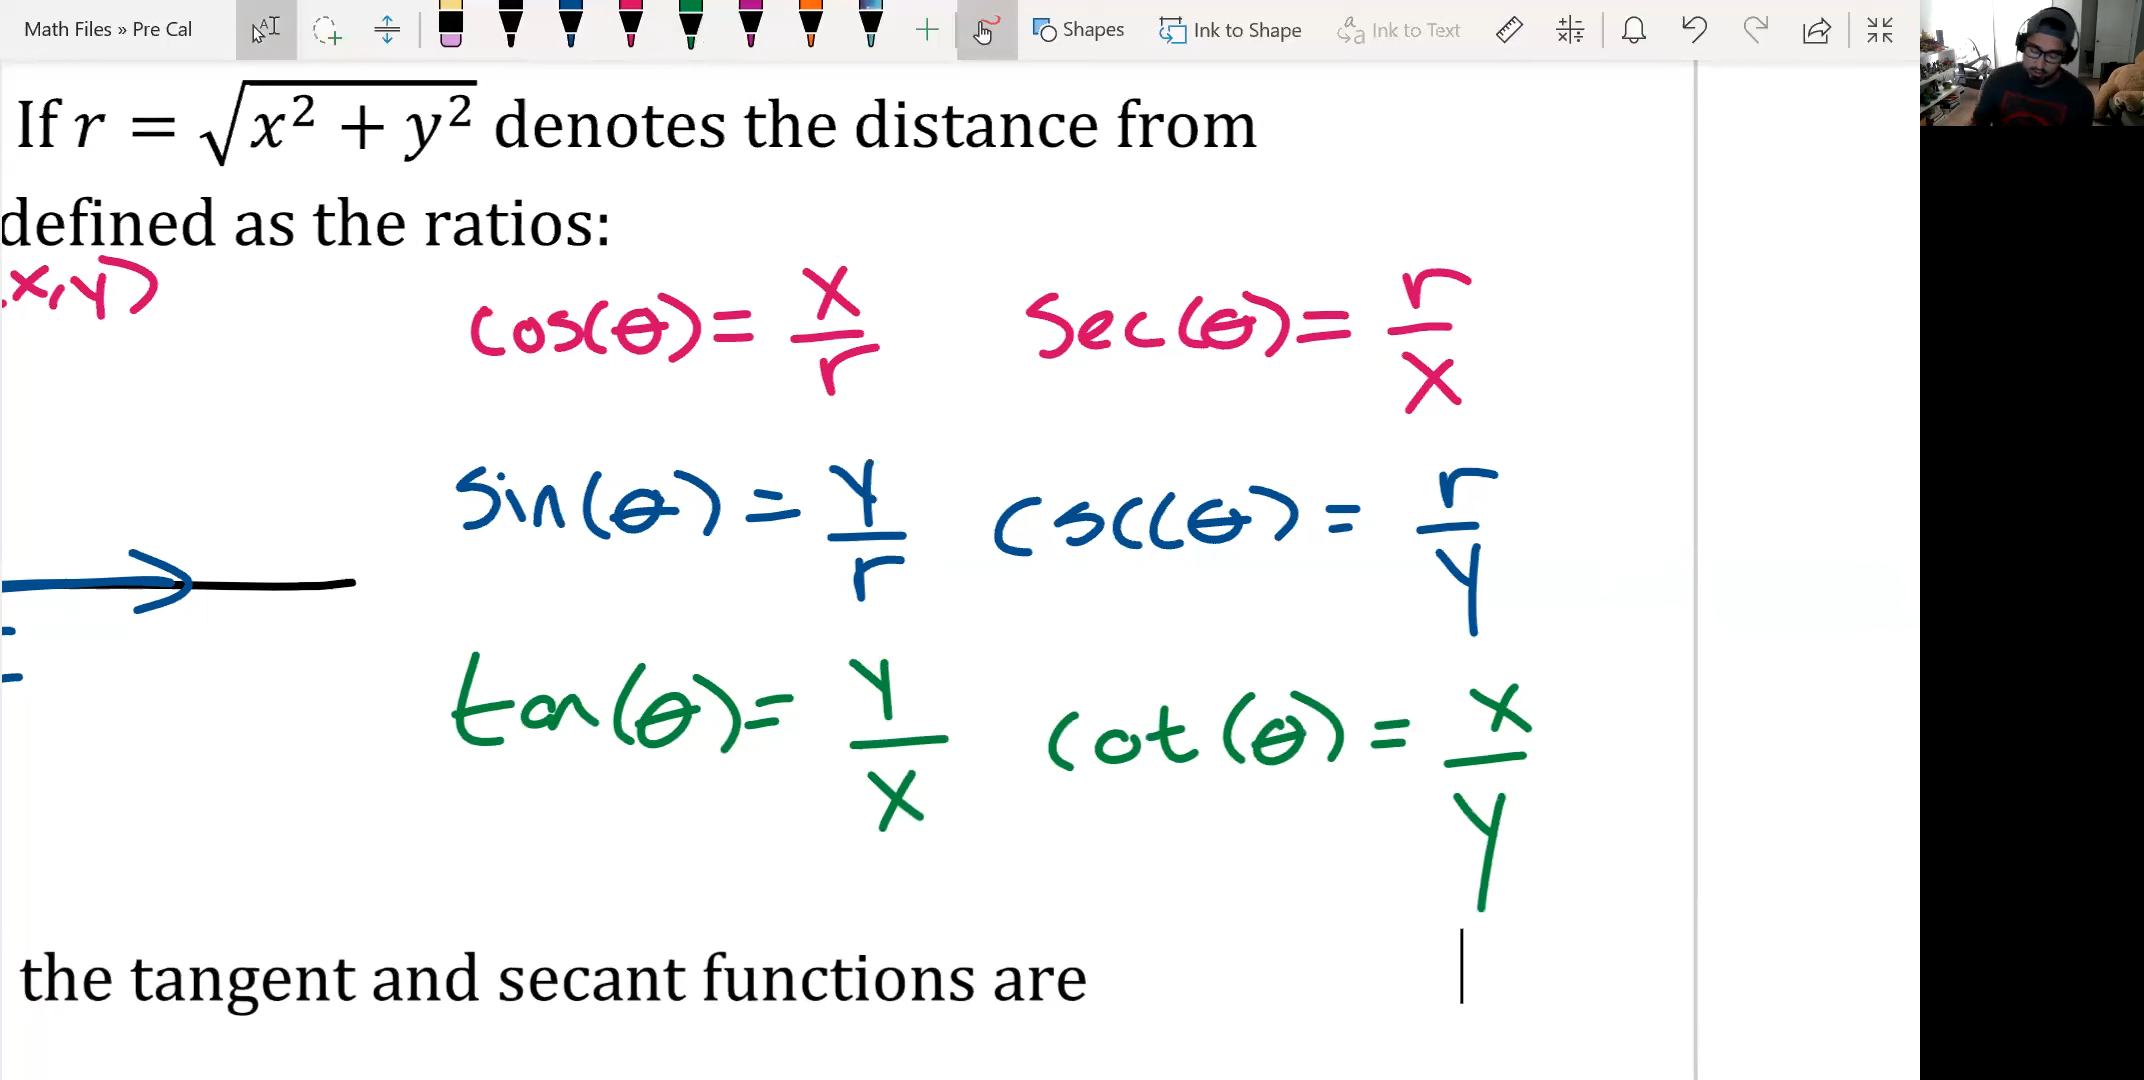 Math Files » Pre Cal Shapes Ink to Shape Ink to Text
If r = √x² + y² denotes the distance from
defined as the ratios:
x,y)
cos(θ) = x/r sec(θ) = r/x
sin(θ) = y/r csc(θ) = r/y
tan(θ) = y/x cot(θ) = x/y
the tangent and secant functions are